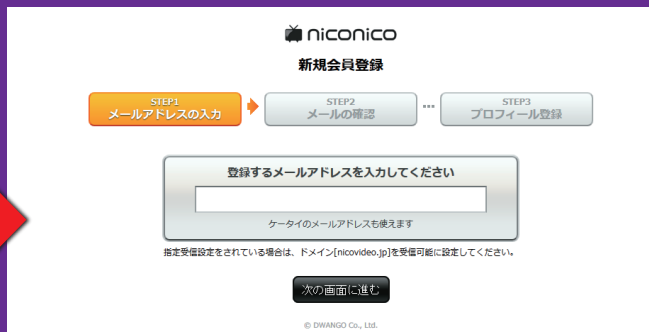 niconico
新規会員登録
STEP1
メールアドレスの入力
STEP2
メールの確認
...
STEP3
プロフィール登録
登録するメールアドレスを入力してください
ケータイのメールアドレスも使えます
指定受信設定をされている場合は、ドメイン[nicovideo.jp]を受信可能に設定してください。
次の画面に進む
© DWANGO Co., Ltd.